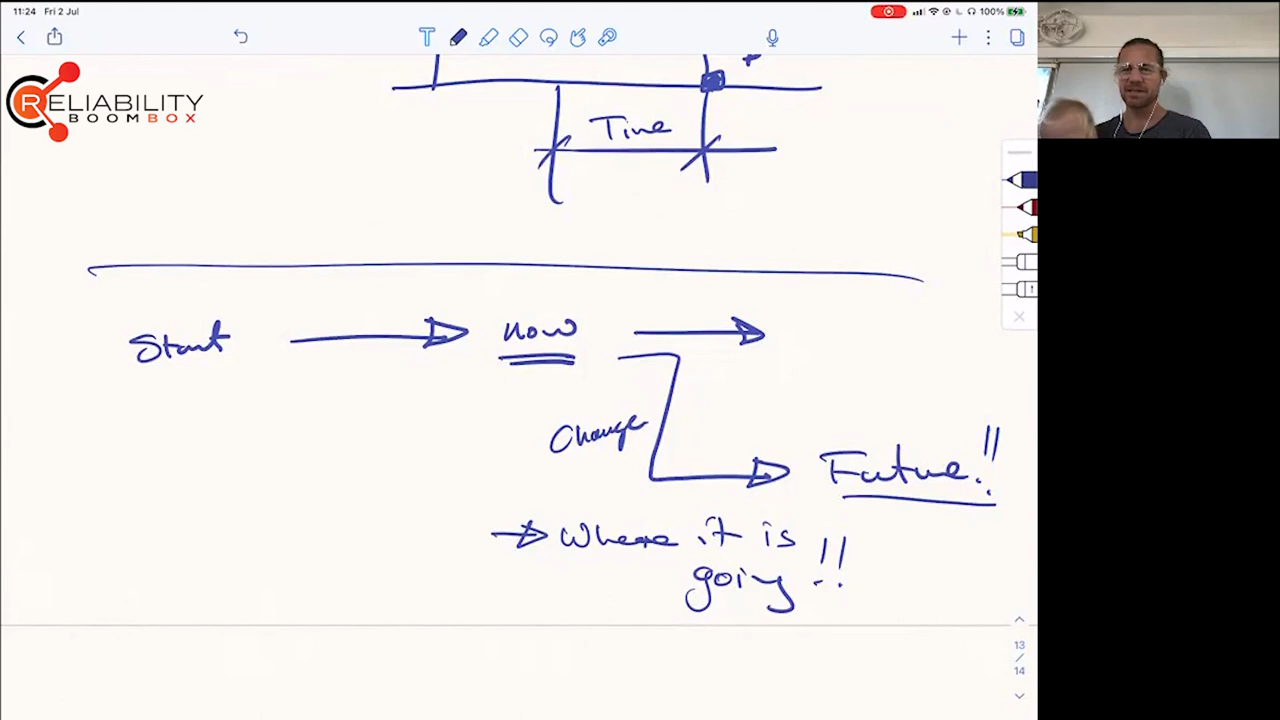 11:24 Fri 2 Jul
100%
RELIABILITY
BOOMBOX
Time
Start
now
Change
Future!!
Where it is
going!!
13
/
14